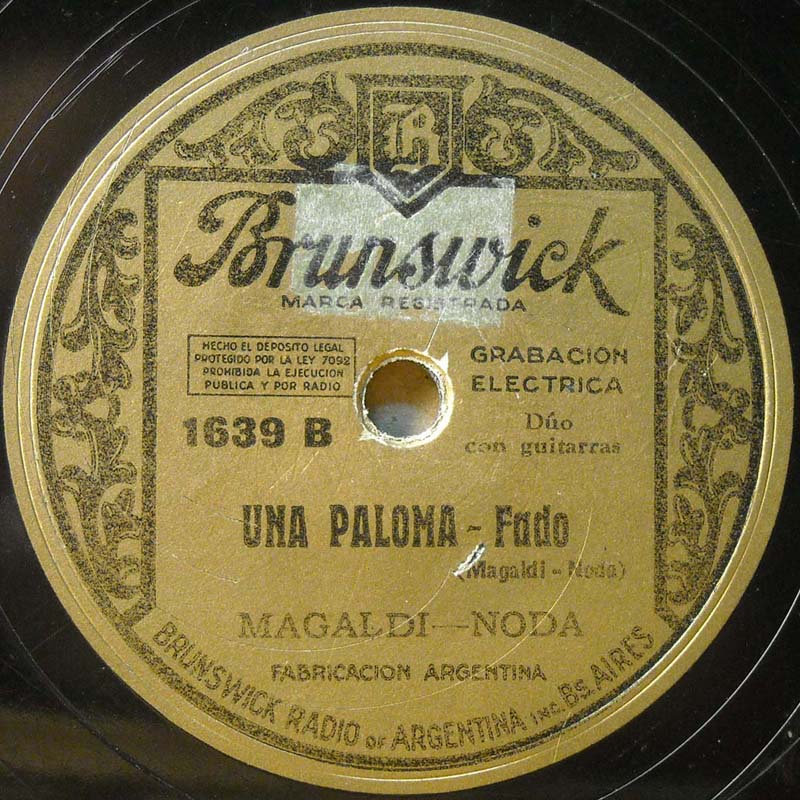 B
Brunswick
MARCA REGISTRADA
HECHO EL DEPOSITO LEGAL
PROTEGIDO POR LA LEY 7092
PROHIBIDA LA EJECUCION
PUBLICA Y POR RADIO
GRABACION
ELECTRICA
1639 B
Dúo
con guitarras
UNA PALOMA - Fado
(Magaldi - Noda)
MAGALDI—NODA
FABRICACION ARGENTINA
BRUNSWICK RADIO OF ARGENTINA INC BS. AIRES